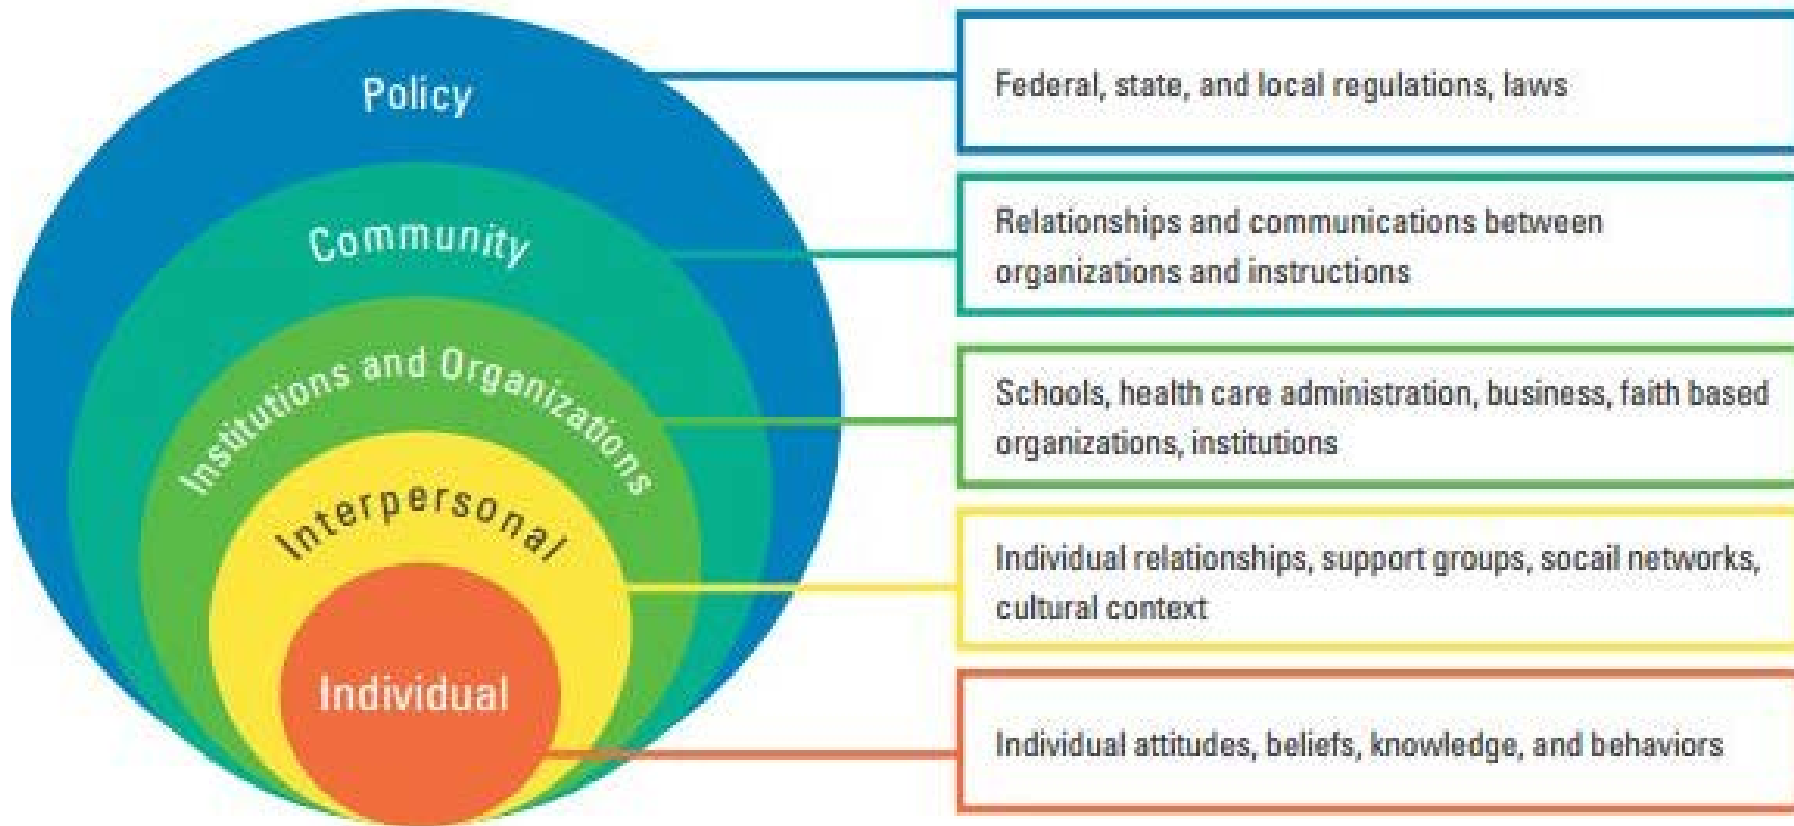 Policy
Federal, state, and local regulations, laws
Community
Relationships and communications between
organizations and instructions
Institutions and Organizations
Schools, health care administration, business, faith based
organizations, institutions
Interpersonal
Individual relationships, support groups, socail networks,
cultural context
Individual
Individual attitudes, beliefs, knowledge, and behaviors